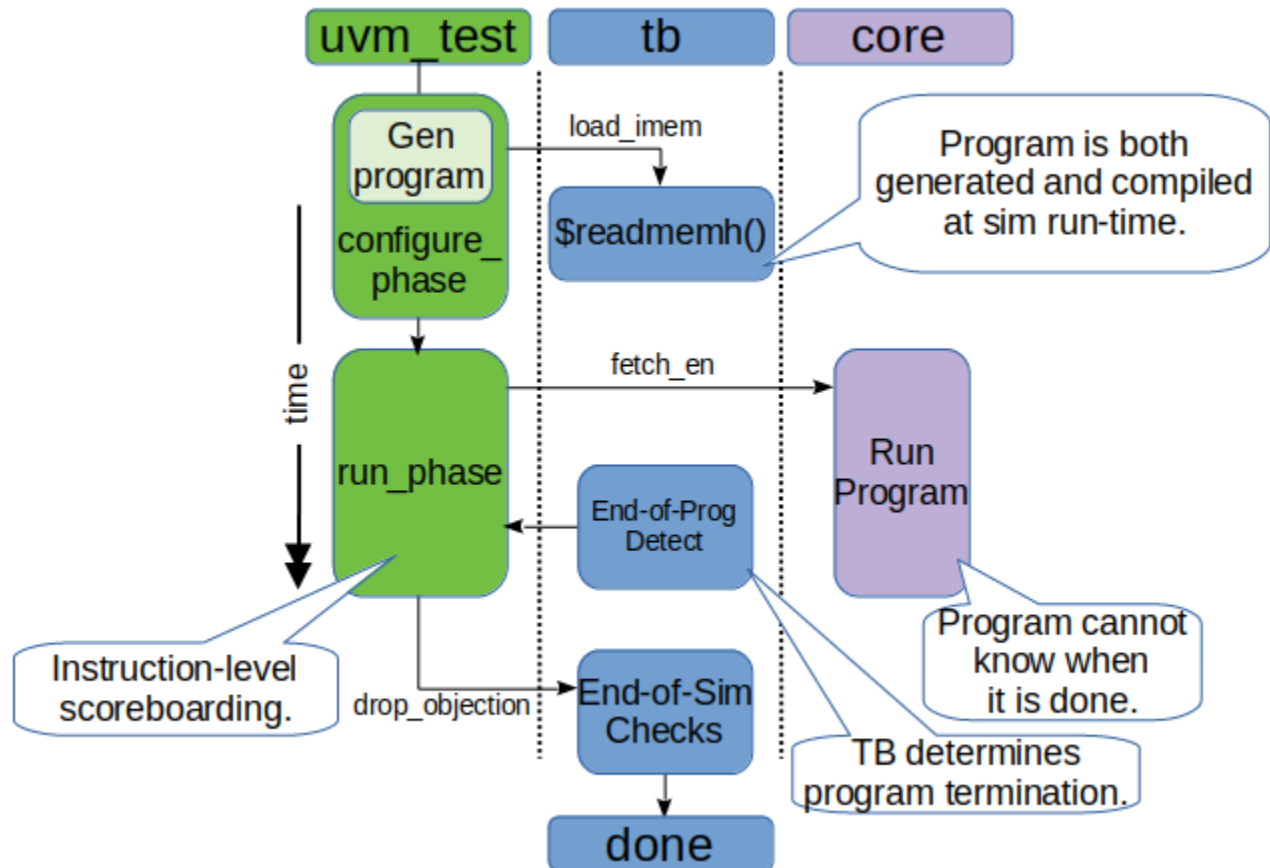 uvm_test
tb
core
Gen
program
configure_
phase
load_imem
$readmemh()
Program is both
generated and compiled
at sim run-time.
time
run_phase
fetch_en
Run
Program
End-of-Prog
Detect
Instruction-level
scoreboarding.
drop_objection
End-of-Sim
Checks
Program cannot
know when
it is done.
TB determines
program termination.
done